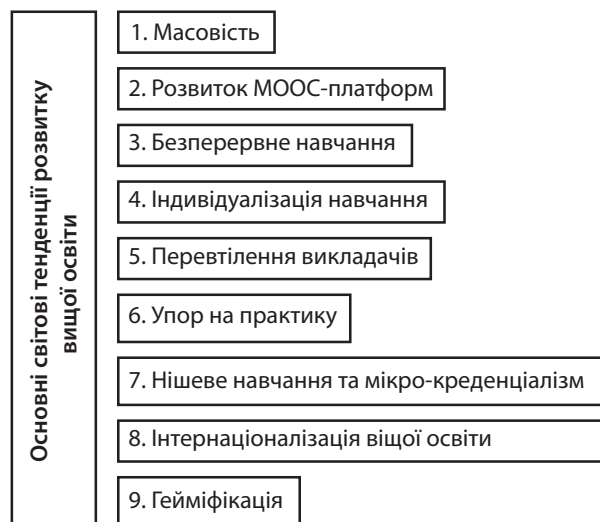 Основні світові тенденції розвитку
вищої освіти
1. Масовість
2. Розвиток МООС-платформ
3. Безперервне навчання
4. Індивідуалізація навчання
5. Перевтілення викладачів
6. Упор на практику
7. Нішеве навчання та мікро-креденціалізм
8. Інтернаціоналізація віщої освіти
9. Гейміфікація